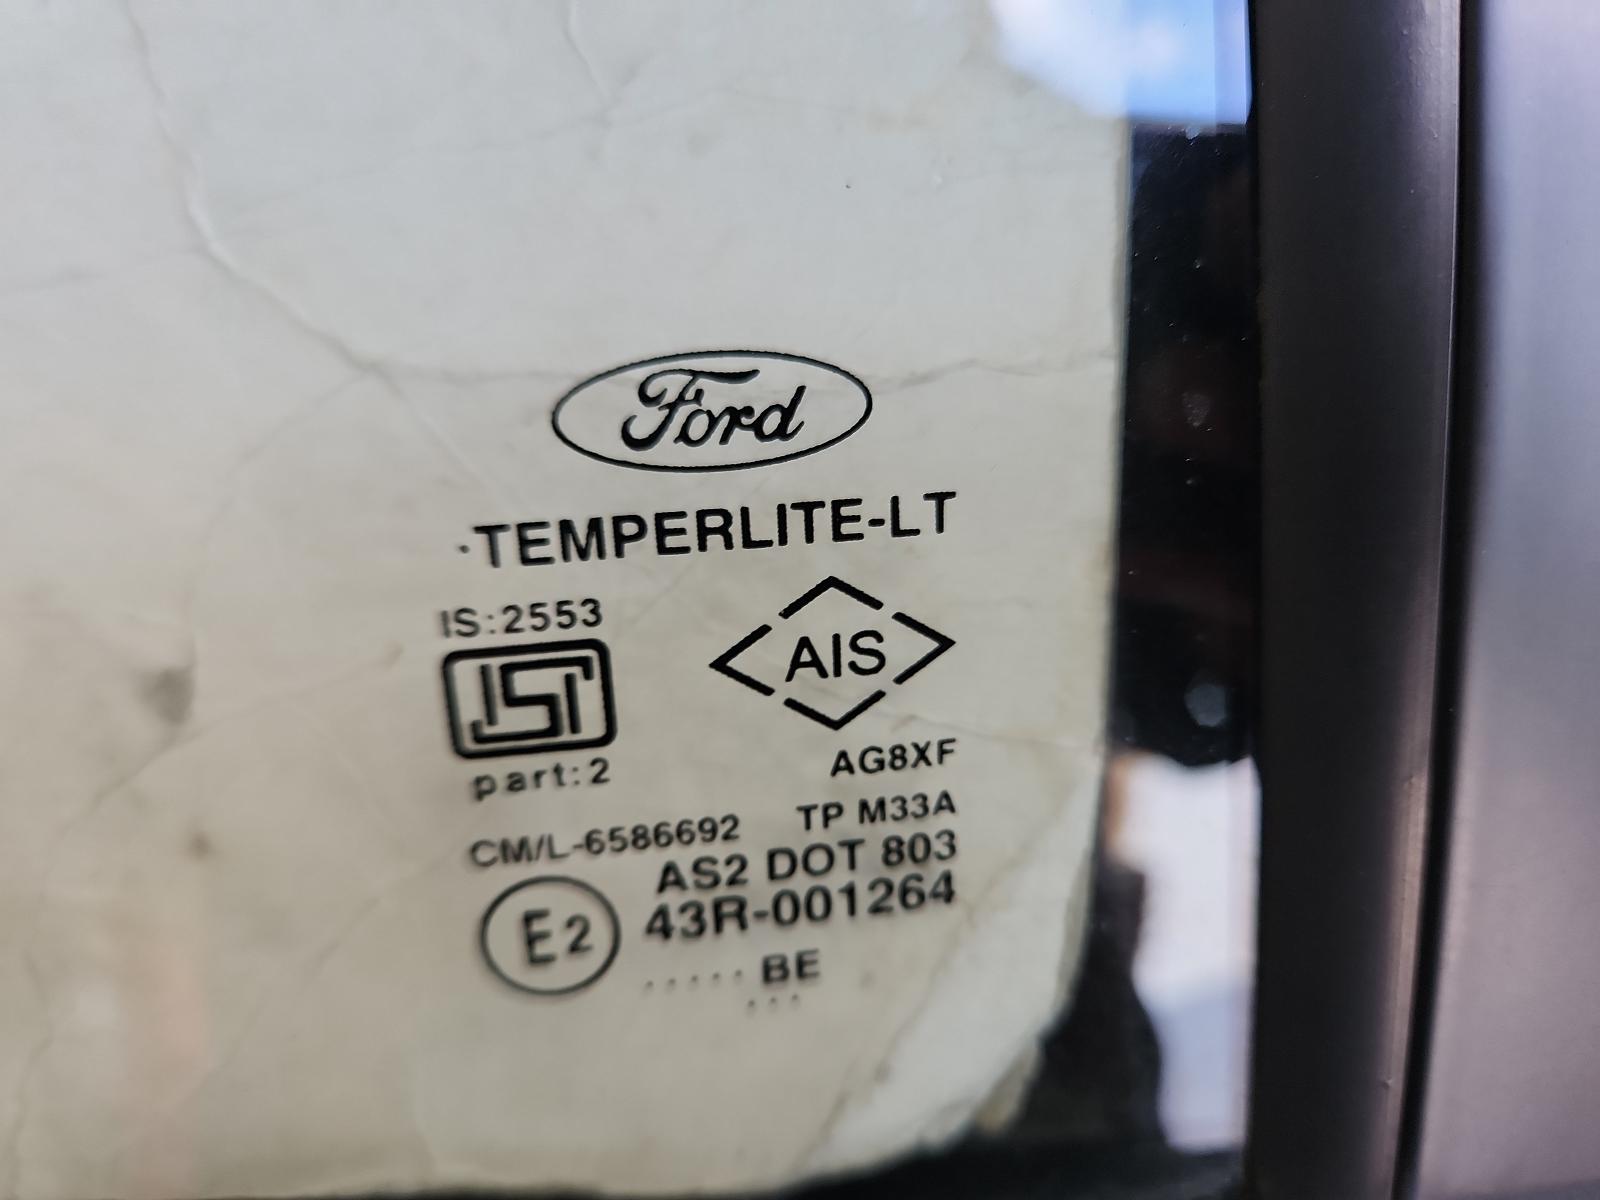 Ford
·TEMPERLITE-LT
IS:2553
ISI
AIS
part:2
AG8XF
TP M33A
CM/L-6586692
AS2 DOT 803
E2
43R-001264
.....BE
...